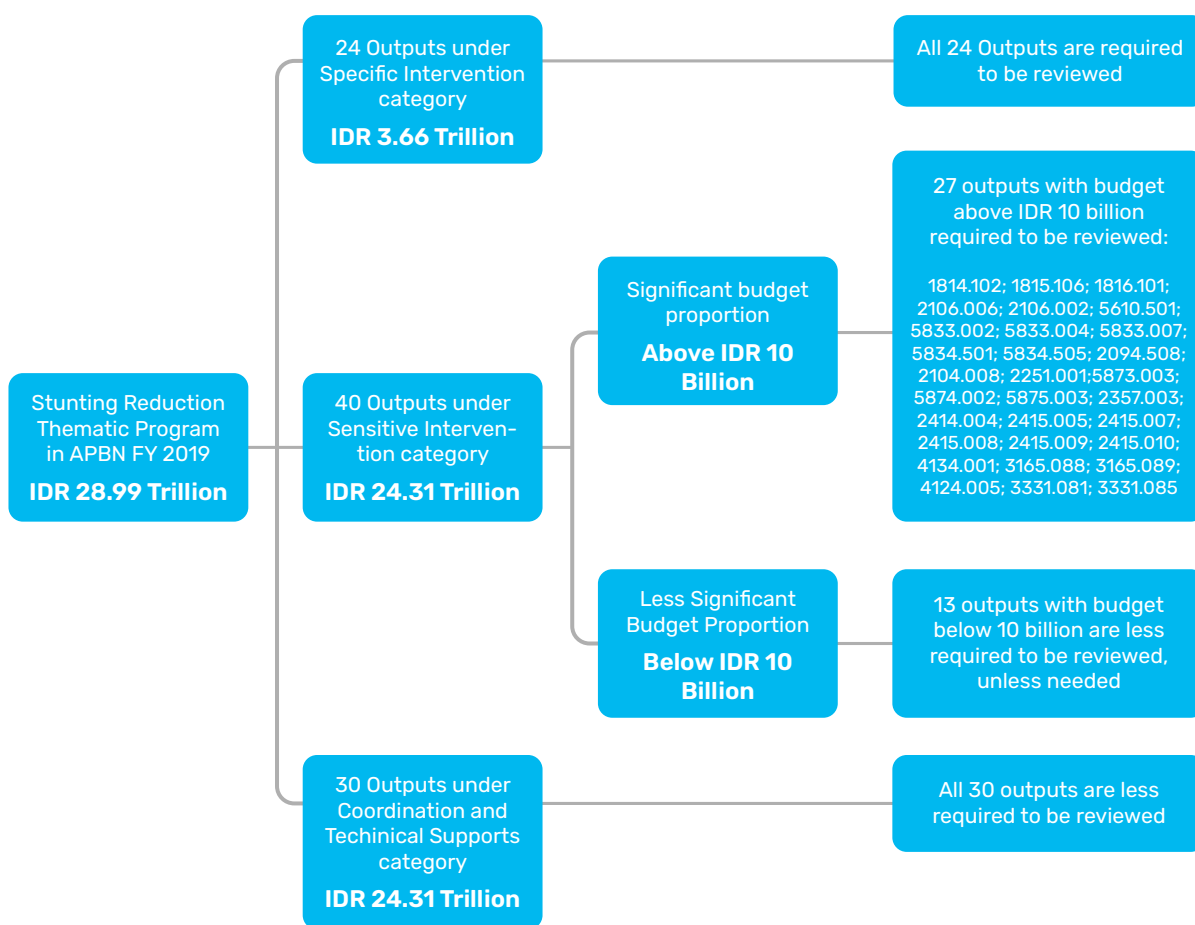 24 Outputs under
Specific Intervention
category
IDR 3.66 Trillion
All 24 Outputs are required
to be reviewed
27 outputs with budget
above IDR 10 billion
required to be reviewed:
1814.102; 1815.106; 1816.101;
2106.006; 2106.002; 5610.501;
5833.002; 5833.004; 5833.007;
5834.501; 5834.505; 2094.508;
2104.008; 2251.001;5873.003;
5874.002; 5875.003; 2357.003;
2414.004; 2415.005; 2415.007;
2415.008; 2415.009; 2415.010;
4134.001; 3165.088; 3165.089;
4124.005; 3331.081; 3331.085
Significant budget
proportion
Above IDR 10
Billion
Stunting Reduction
Thematic Program
in APBN FY 2019
IDR 28.99 Trillion
40 Outputs under
Sensitive Interven-
tion category
IDR 24.31 Trillion
Less Significant
Budget Proportion
Below IDR 10
Billion
13 outputs with budget
below 10 billion are less
required to be reviewed,
unless needed
30 Outputs under
Coordination and
Techinical Supports
category
IDR 24.31 Trillion
All 30 outputs are less
required to be reviewed